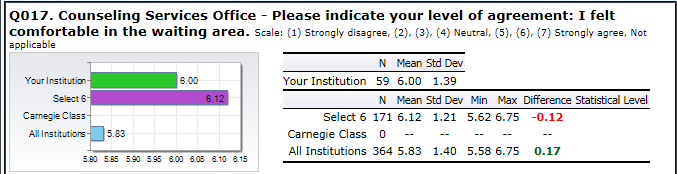 Q017. Counseling Services Office - Please indicate your level of agreement: I felt
comfortable in the waiting area. Scale: (1) Strongly disagree, (2), (3), (4) Neutral, (5), (6), (7) Strongly agree, Not
applicable
Your Institution 6.00
Select 6 6.12
Carnegie Class
All Institutions 5.83
5.80 5.85 5.90 5.95 6.00 6.05 6.10 6.15
N Mean Std Dev
Your Institution 59 6.00 1.39
N Mean Std Dev Min Max Difference Statistical Level
Select 6 171 6.12 1.21 5.62 6.75 -0.12
Carnegie Class 0 -- -- -- -- --
All Institutions 364 5.83 1.40 5.58 6.75 0.17